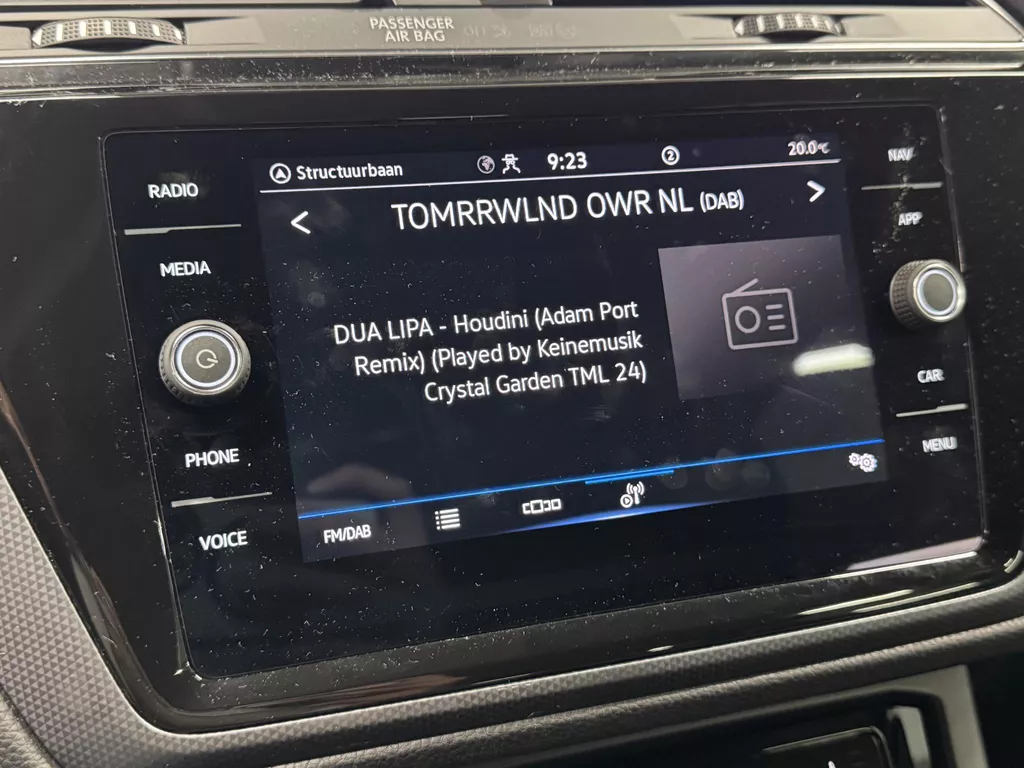 PASSENGER
AIR BAG
Structuurbaan
9:23
2
20.0°C
RADIO
NAV
TOMRRWLND OWR NL (DAB)
APP
MEDIA
DUA LIPA - Houdini (Adam Port
Remix) (Played by Keinemusik
Crystal Garden TML 24)
CAR
PHONE
MENU
VOICE
FM/DAB